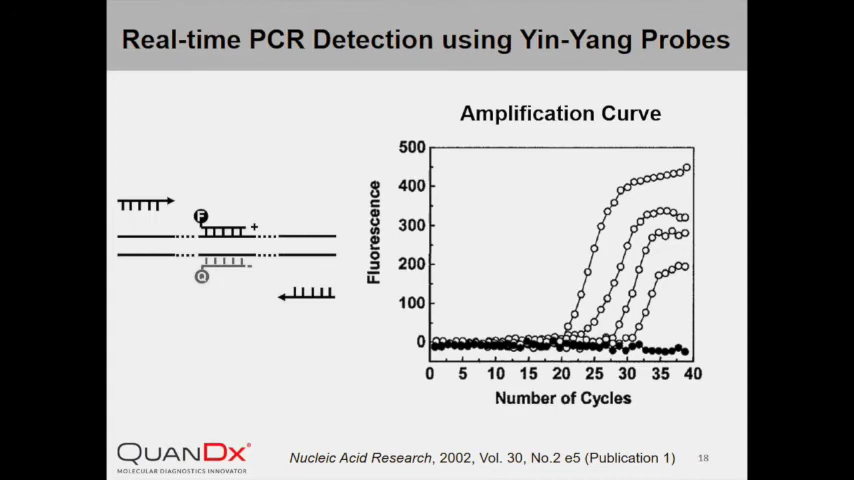 Real-time PCR Detection using Yin-Yang Probes
Amplification Curve
F
+
Q
-
Fluorescence
500
400
300
200
100
0
0 5 10 15 20 25 30 35 40
Number of Cycles
QUANDX
MOLECULAR DIAGNOSTICS INNOVATOR
Nucleic Acid Research, 2002, Vol. 30, No.2 e5 (Publication 1)
18